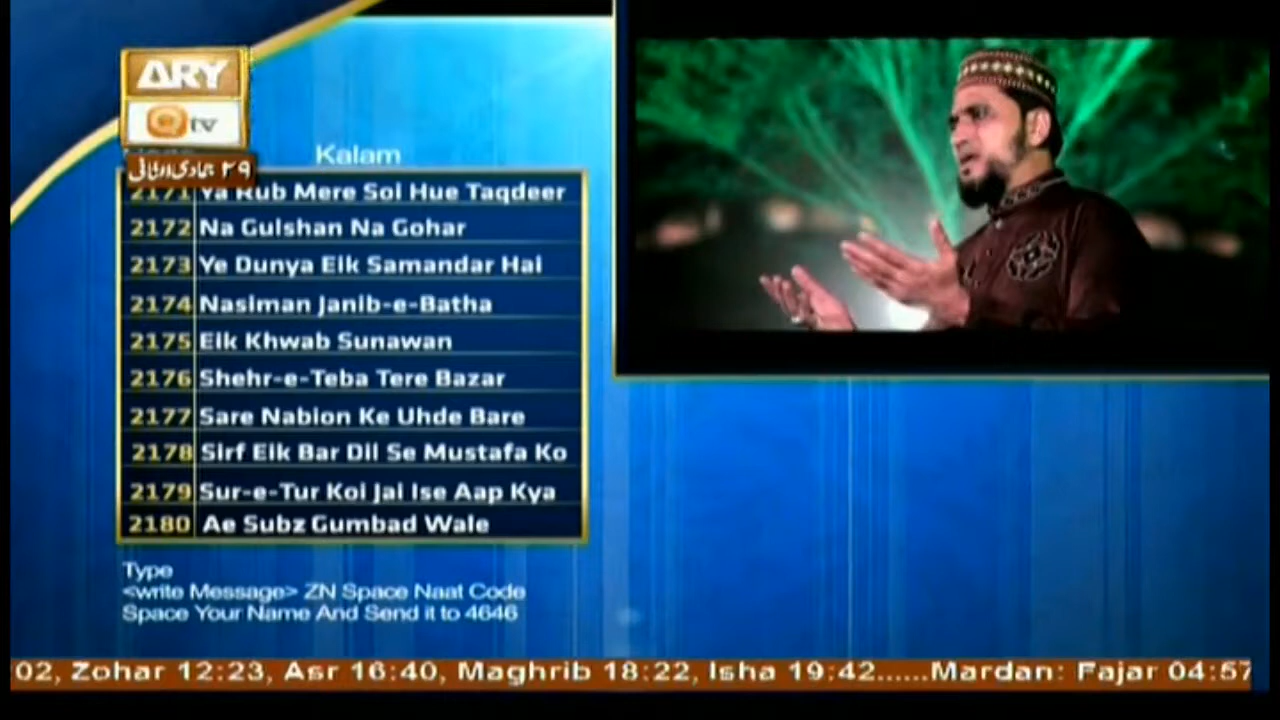 ARY
Q tv
۲۹ جمادی الثانی
Kalam
2171 Ya Rub Mere Soi Hue Taqdeer
2172 Na Gulshan Na Gohar
2173 Ye Dunya Eik Samandar Hai
2174 Nasiman Janib-e-Batha
2175 Eik Khwab Sunawan
2176 Shehr-e-Teba Tere Bazar
2177 Sare Nabion Ke Uhde Bare
2178 Sirf Eik Bar Dil Se Mustafa Ko
2179 Sur-e-Tur Koi Jai Ise Aap Kya
2180 Ae Subz Gumbad Wale
Type
<write Message> ZN Space Naat Code
Space Your Name And Send it to 4646
02, Zohar 12:23, Asr 16:40, Maghrib 18:22, Isha 19:42......Mardan: Fajar 04:57